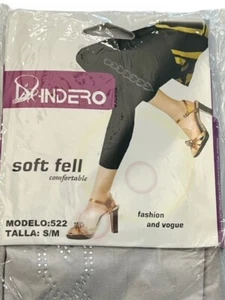 INDERO
soft fell
comfortable
MODELO:522
TALLA: S/M
fashion
and vogue